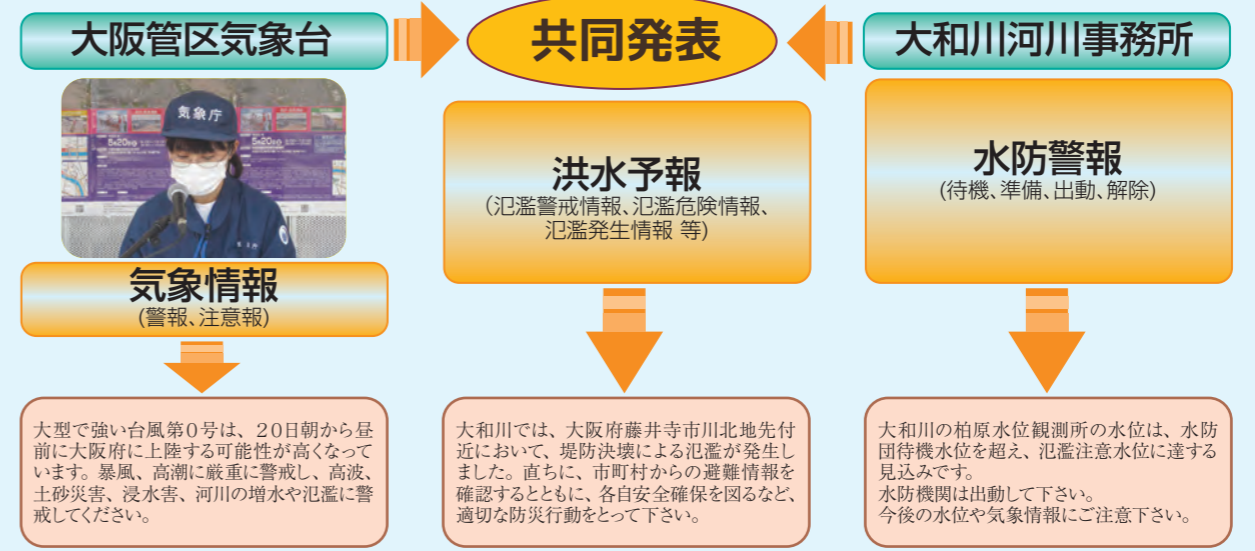 大阪管区気象台
共同発表
大和川河川事務所
気象庁
5月20日
5月20日
気象情報
(警報、注意報)
洪水予報
(氾濫警戒情報、氾濫危険情報、
氾濫発生情報 等)
水防警報
(待機、準備、出動、解除)
大型で強い台風第0号は、20日朝から昼
前に大阪府に上陸する可能性が高くなって
います。暴風、高潮に厳重に警戒し、高波、
土砂災害、浸水害、河川の増水や氾濫に警
戒してください。
大和川では、大阪府藤井寺市川北地先付
近において、堤防決壊による氾濫が発生し
ました。直ちに、市町村からの避難情報を
確認するとともに、各自安全確保を図るなど、
適切な防災行動をとって下さい。
大和川の柏原水位観測所の水位は、水防
団待機水位を超え、氾濫注意水位に達する
見込みです。
水防機関は出動して下さい。
今後の水位や気象情報にご注意下さい。